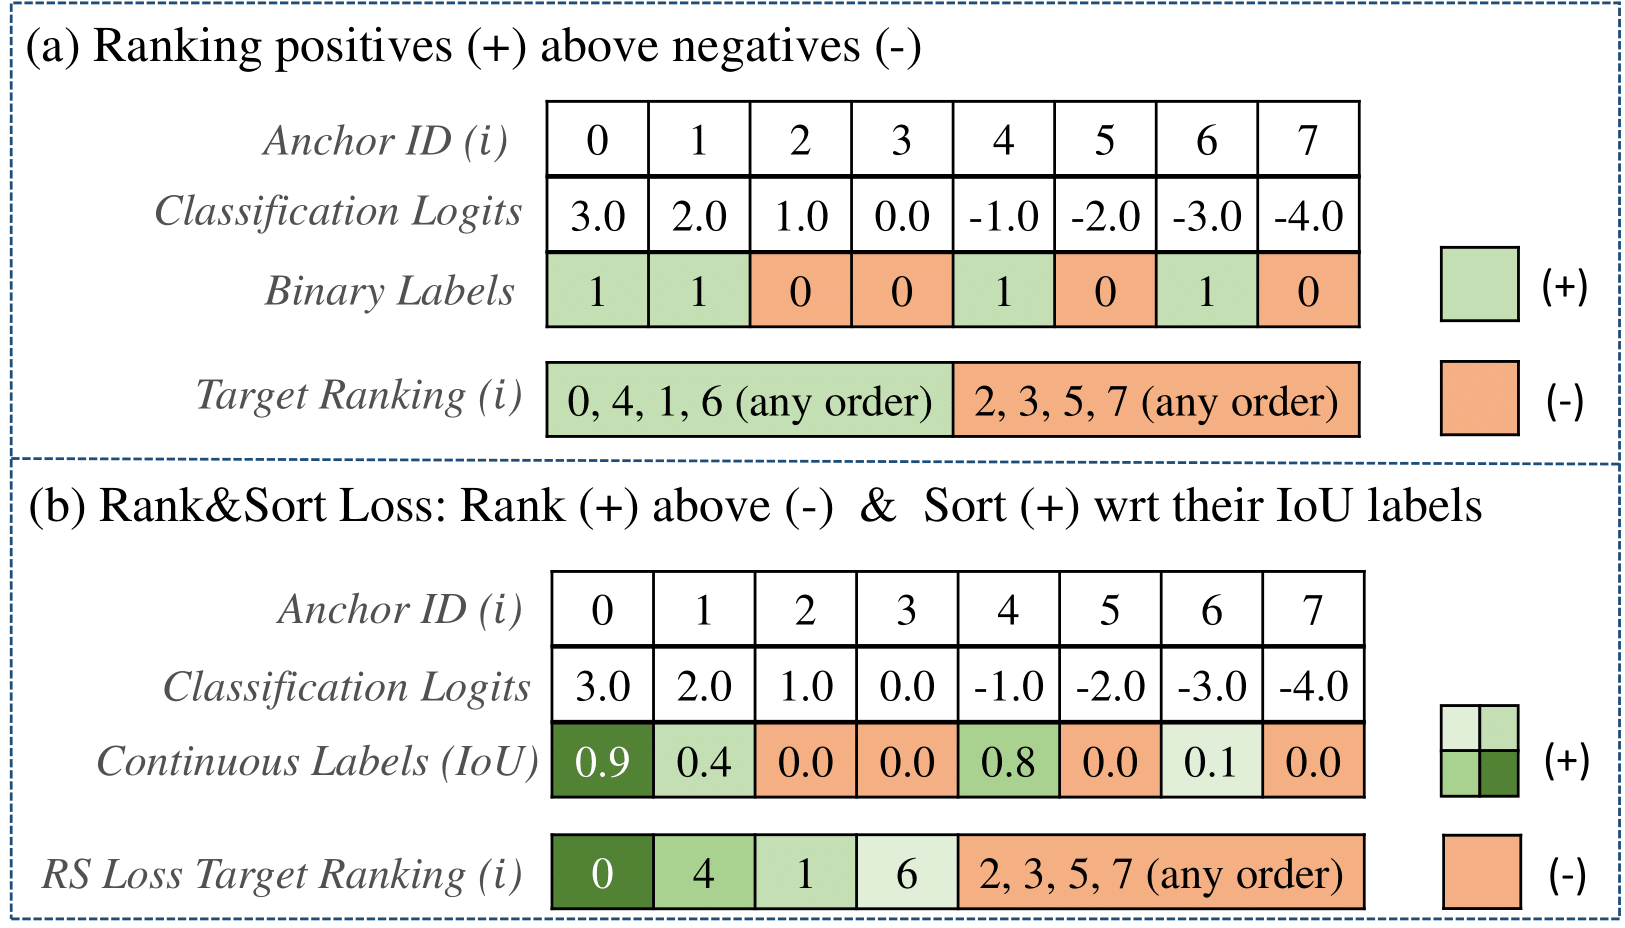 (a) Ranking positives (+) above negatives (-)
Anchor ID (i) 0 1 2 3 4 5 6 7
Classification Logits 3.0 2.0 1.0 0.0 -1.0 -2.0 -3.0 -4.0
Binary Labels 1 1 0 0 1 0 1 0 (+)
Target Ranking (i) 0, 4, 1, 6 (any order) 2, 3, 5, 7 (any order) (-)
(b) Rank&Sort Loss: Rank (+) above (-) & Sort (+) wrt their IoU labels
Anchor ID (i) 0 1 2 3 4 5 6 7
Classification Logits 3.0 2.0 1.0 0.0 -1.0 -2.0 -3.0 -4.0
Continuous Labels (IoU) 0.9 0.4 0.0 0.0 0.8 0.0 0.1 0.0 (+)
RS Loss Target Ranking (i) 0 4 1 6 2, 3, 5, 7 (any order) (-)